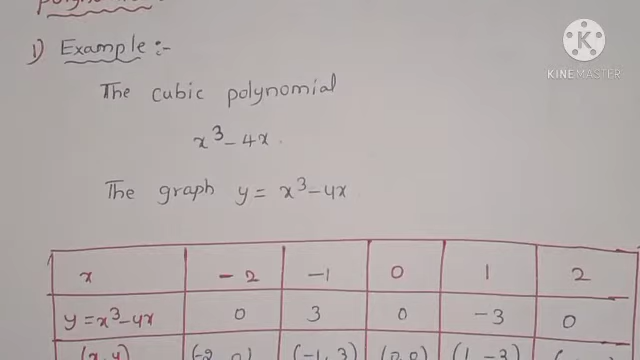 1) Example :-
The cubic polynomial
x³-4x.
The graph y = x³-4x
x -2 -1 0 1 2
y=x³-4x 0 3 0 -3 0
(x,y) (-2, 0) (-1, 3) (0,0) (1,-3)
KINEMASTER